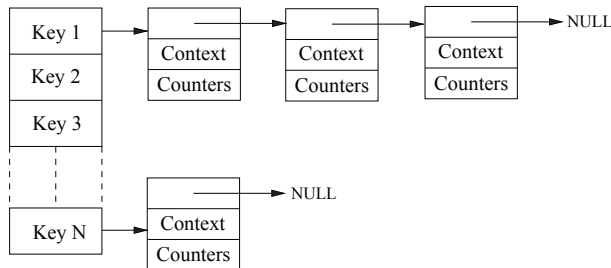 Key 1
NULL
Context
Context
Context
Key 2
Counters
Counters
Counters
Key 3
NULL
Key N
Context
Counters